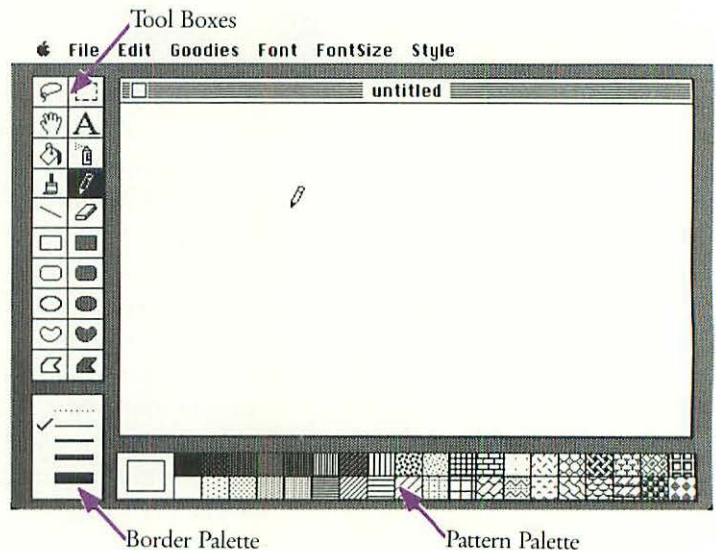 Tool Boxes
File Edit Goodies Font FontSize Style
untitled
A
Border Palette
Pattern Palette